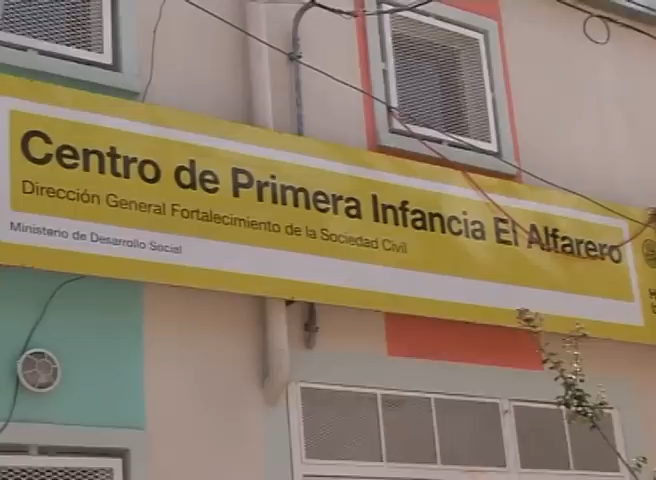 Centro de Primera Infancia El Alfarero
Dirección General Fortalecimiento de la Sociedad Civil
Ministerio de Desarrollo Social